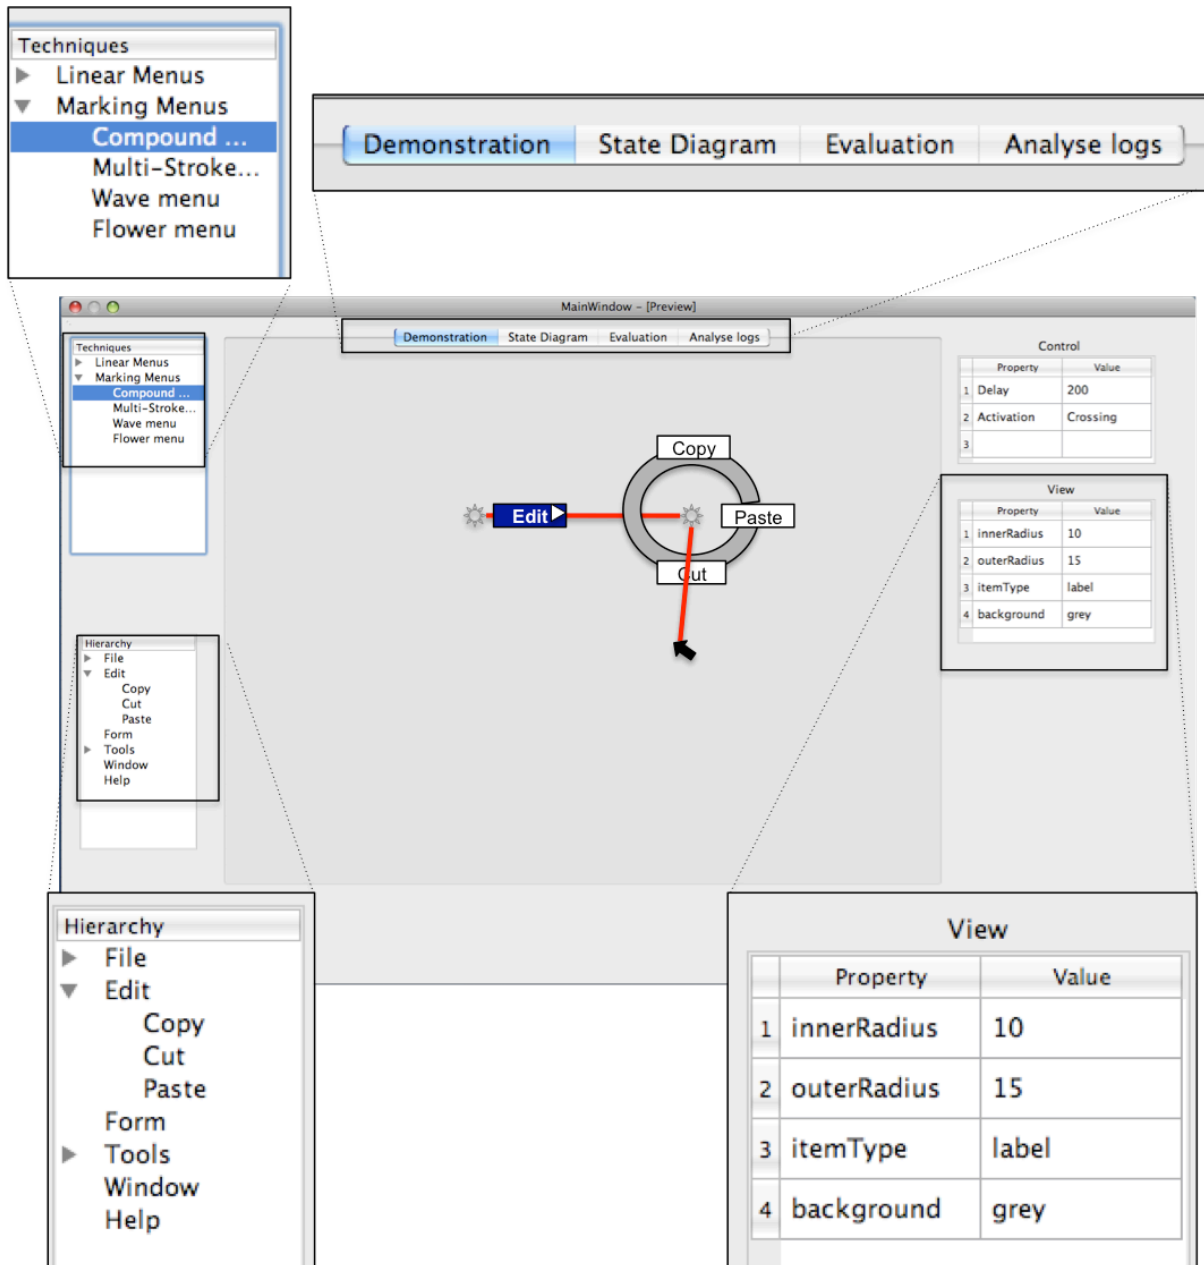 Techniques
Linear Menus
Marking Menus
Compound ...
Multi-Stroke...
Wave menu
Flower menu
Demonstration State Diagram Evaluation Analyse logs
MainWindow - [Preview]
Demonstration State Diagram Evaluation Analyse logs
Techniques
Linear Menus
Marking Menus
Compound ...
Multi-Stroke...
Wave menu
Flower menu
Copy
Edit
Paste
Cut
Control
Property Value
1 Delay 200
2 Activation Crossing
3
View
Property Value
1 innerRadius 10
2 outerRadius 15
3 itemType label
4 background grey
Hierarchy
File
Edit
Copy
Cut
Paste
Form
Tools
Window
Help
Hierarchy
File
Edit
Copy
Cut
Paste
Form
Tools
Window
Help
View
Property Value
1 innerRadius 10
2 outerRadius 15
3 itemType label
4 background grey